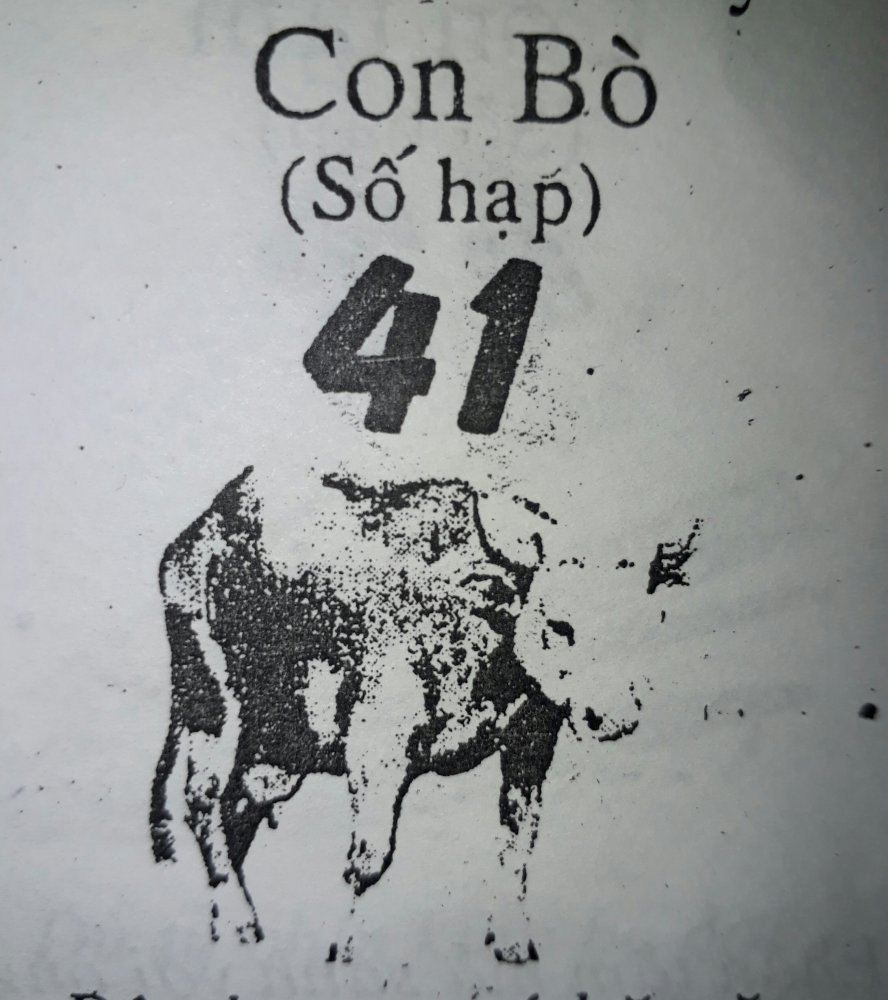 Con Bò
(Số hạp)
41